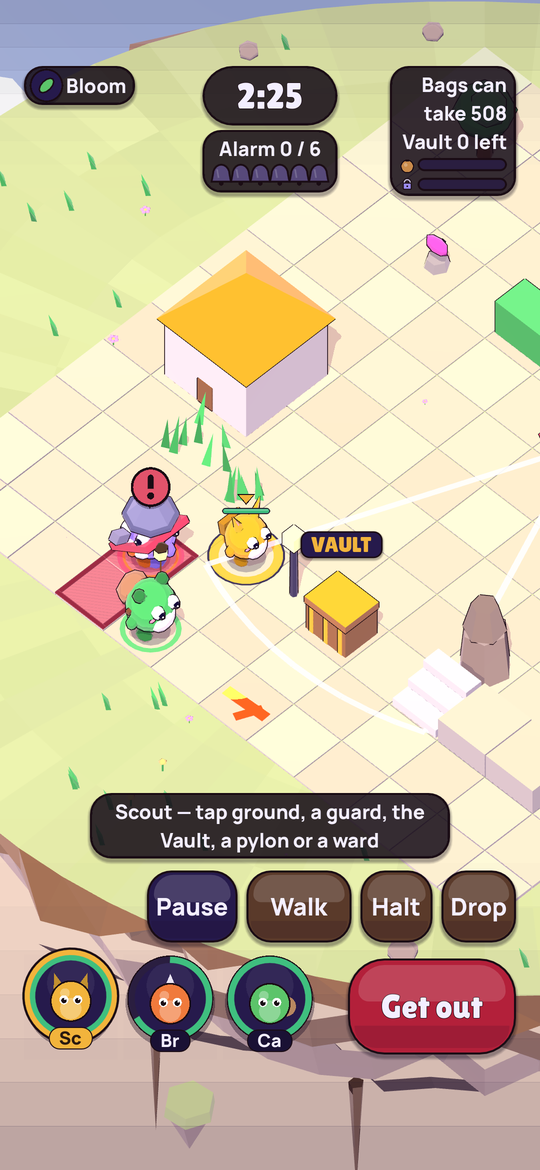 Bloom
2:25
Alarm 0 / 6
Bags can
take 508
Vault 0 left
!
VAULT
Scout — tap ground, a guard, the
Vault, a pylon or a ward
Pause
Walk
Halt
Drop
Sc
Br
Ca
Get out